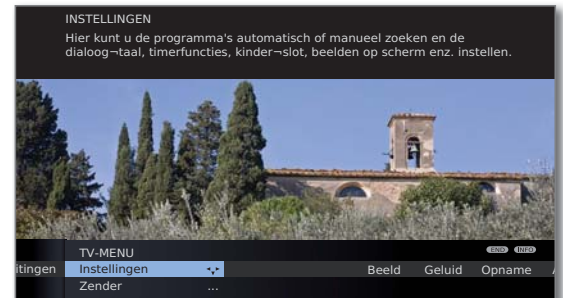 INSTELLINGEN
Hier kunt u de programma's automatisch of manueel zoeken en de
dialoog¬taal, timerfuncties, kinder¬slot, beelden op scherm enz. instellen.
TV-MENU
END INFO
itingen Instellingen Beeld Geluid Opname A
Zender ...